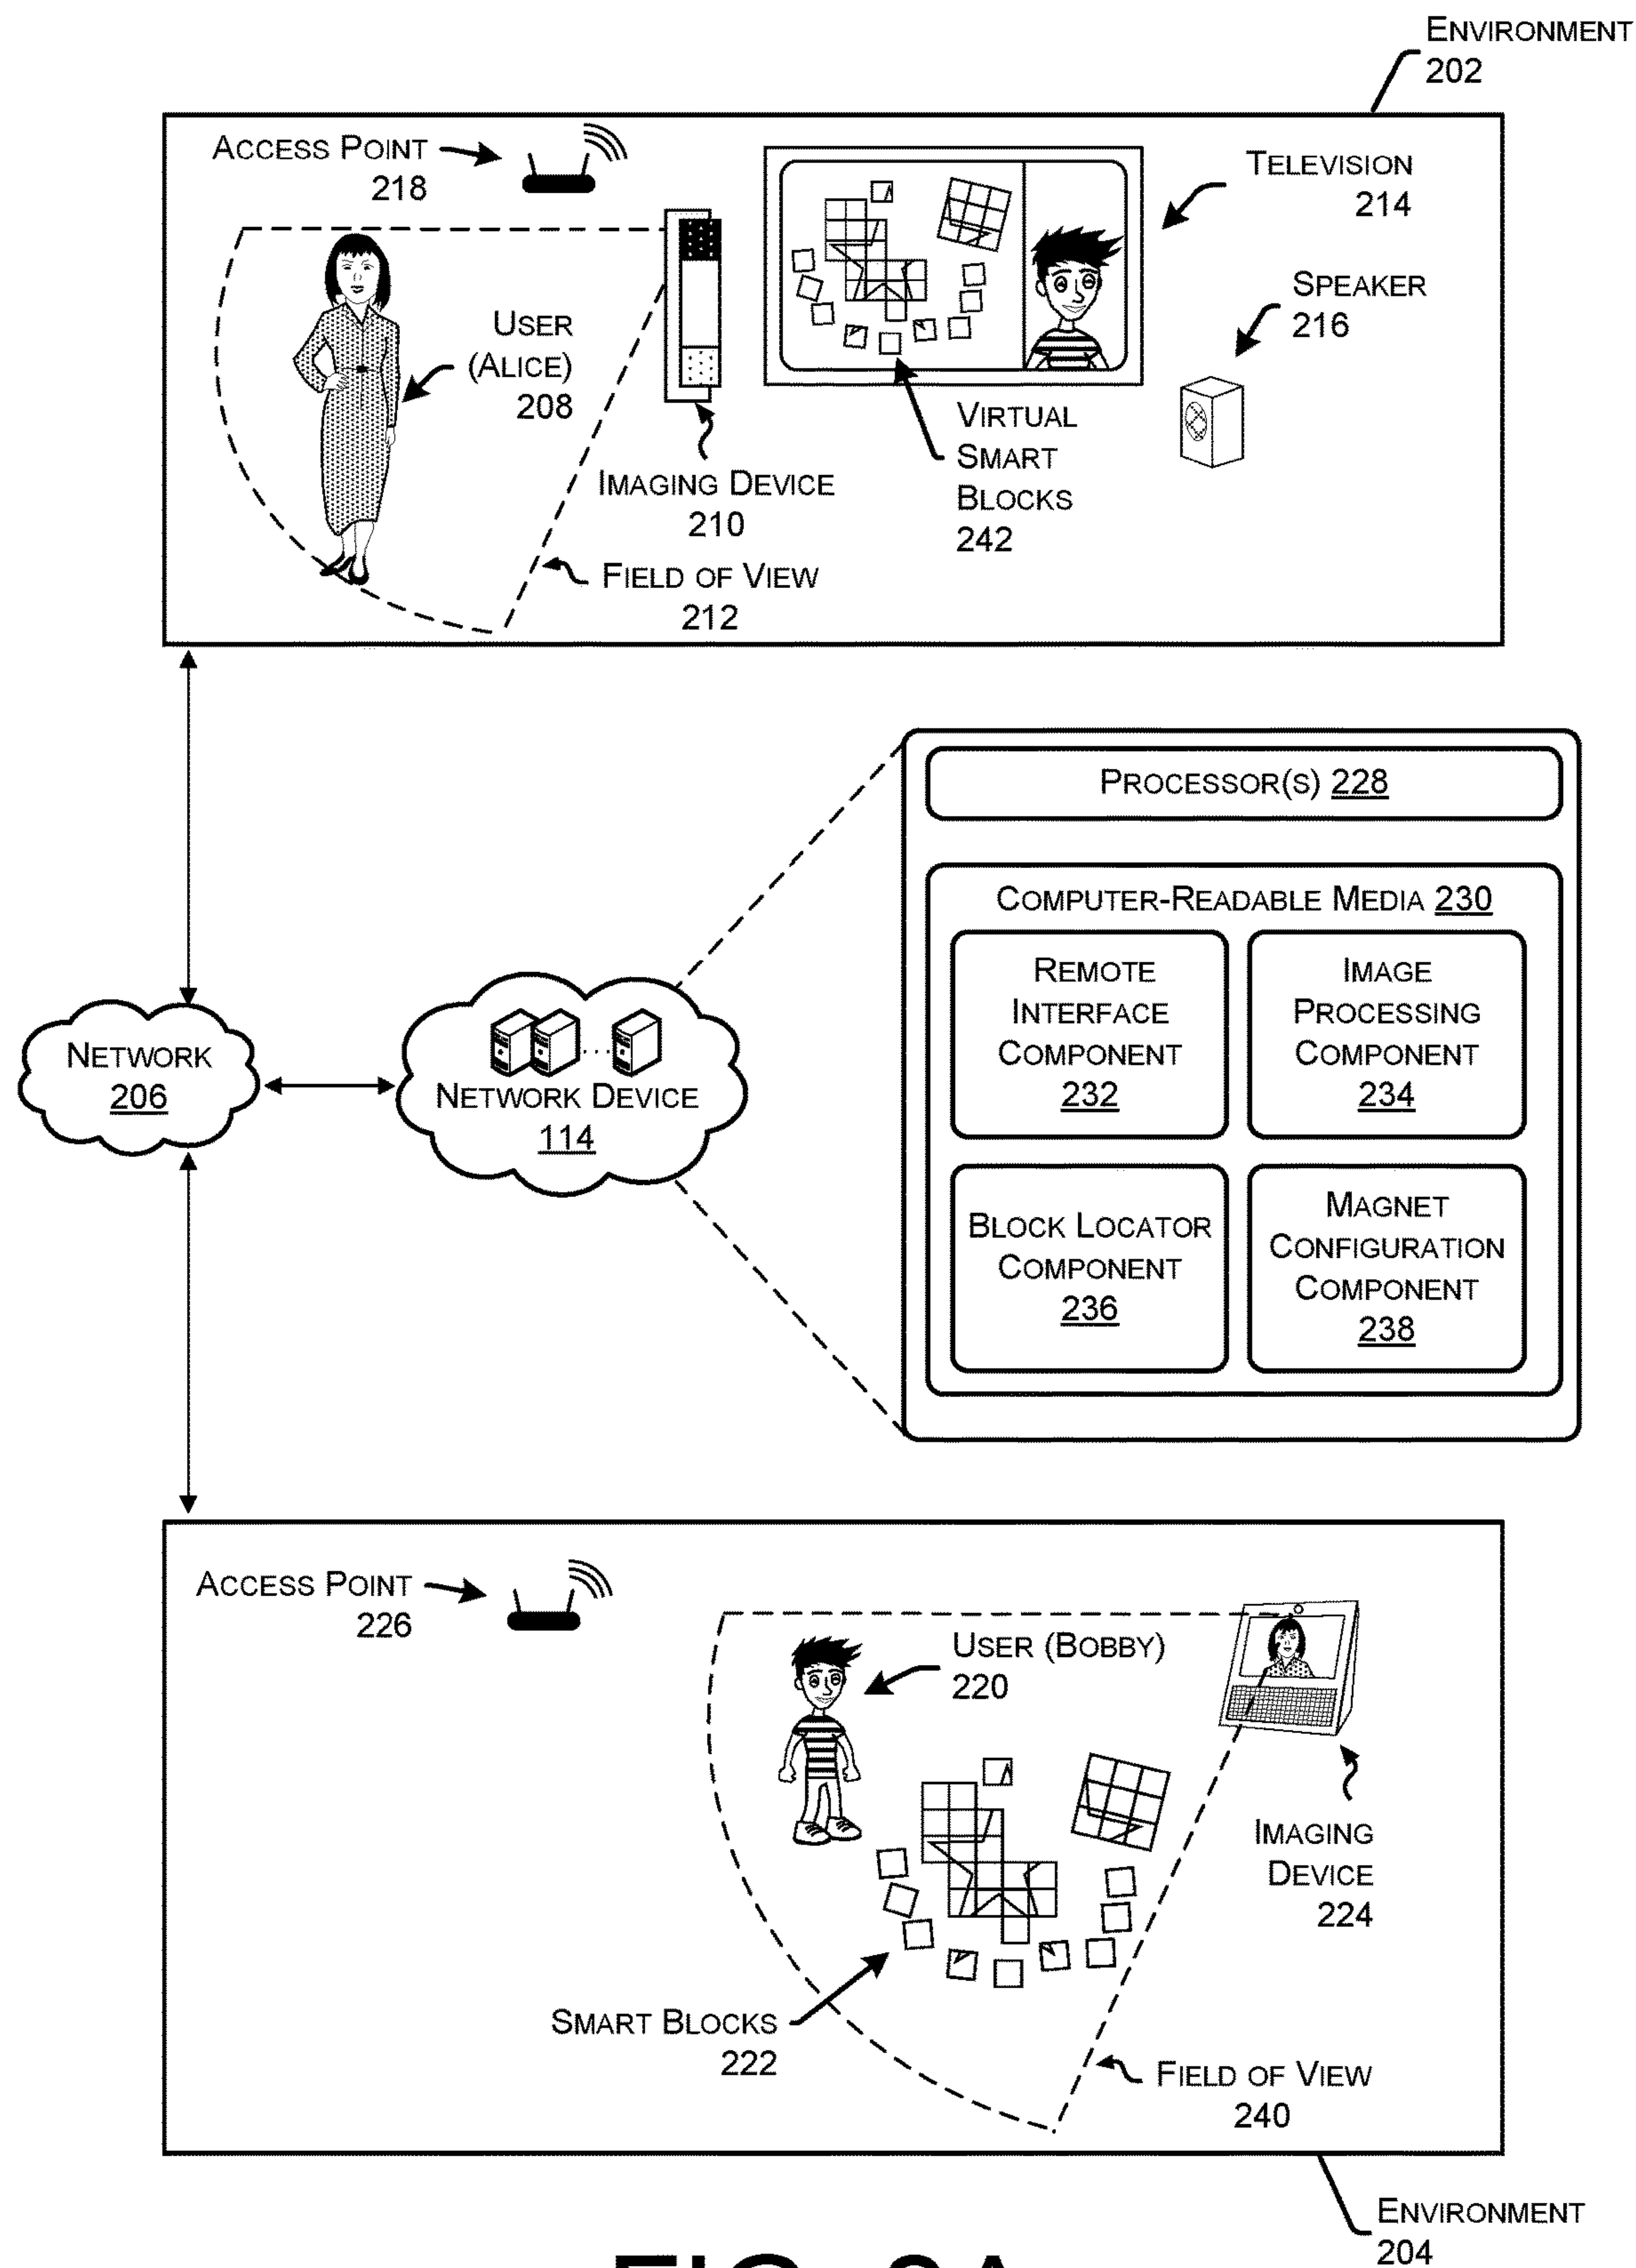 ENVIRONMENT
202
ACCESS POINT
218
TELEVISION
214
SPEAKER
216
USER
(ALICE)
208
VIRTUAL
SMART
BLOCKS
242
IMAGING DEVICE
210
FIELD OF VIEW
212
PROCESSOR(S) 228
COMPUTER-READABLE MEDIA 230
REMOTE
INTERFACE
COMPONENT
232
IMAGE
PROCESSING
COMPONENT
234
NETWORK
206
NETWORK DEVICE
114
BLOCK LOCATOR
COMPONENT
236
MAGNET
CONFIGURATION
COMPONENT
238
ACCESS POINT
226
USER (BOBBY)
220
IMAGING
DEVICE
224
SMART BLOCKS
222
FIELD OF VIEW
240
ENVIRONMENT
204